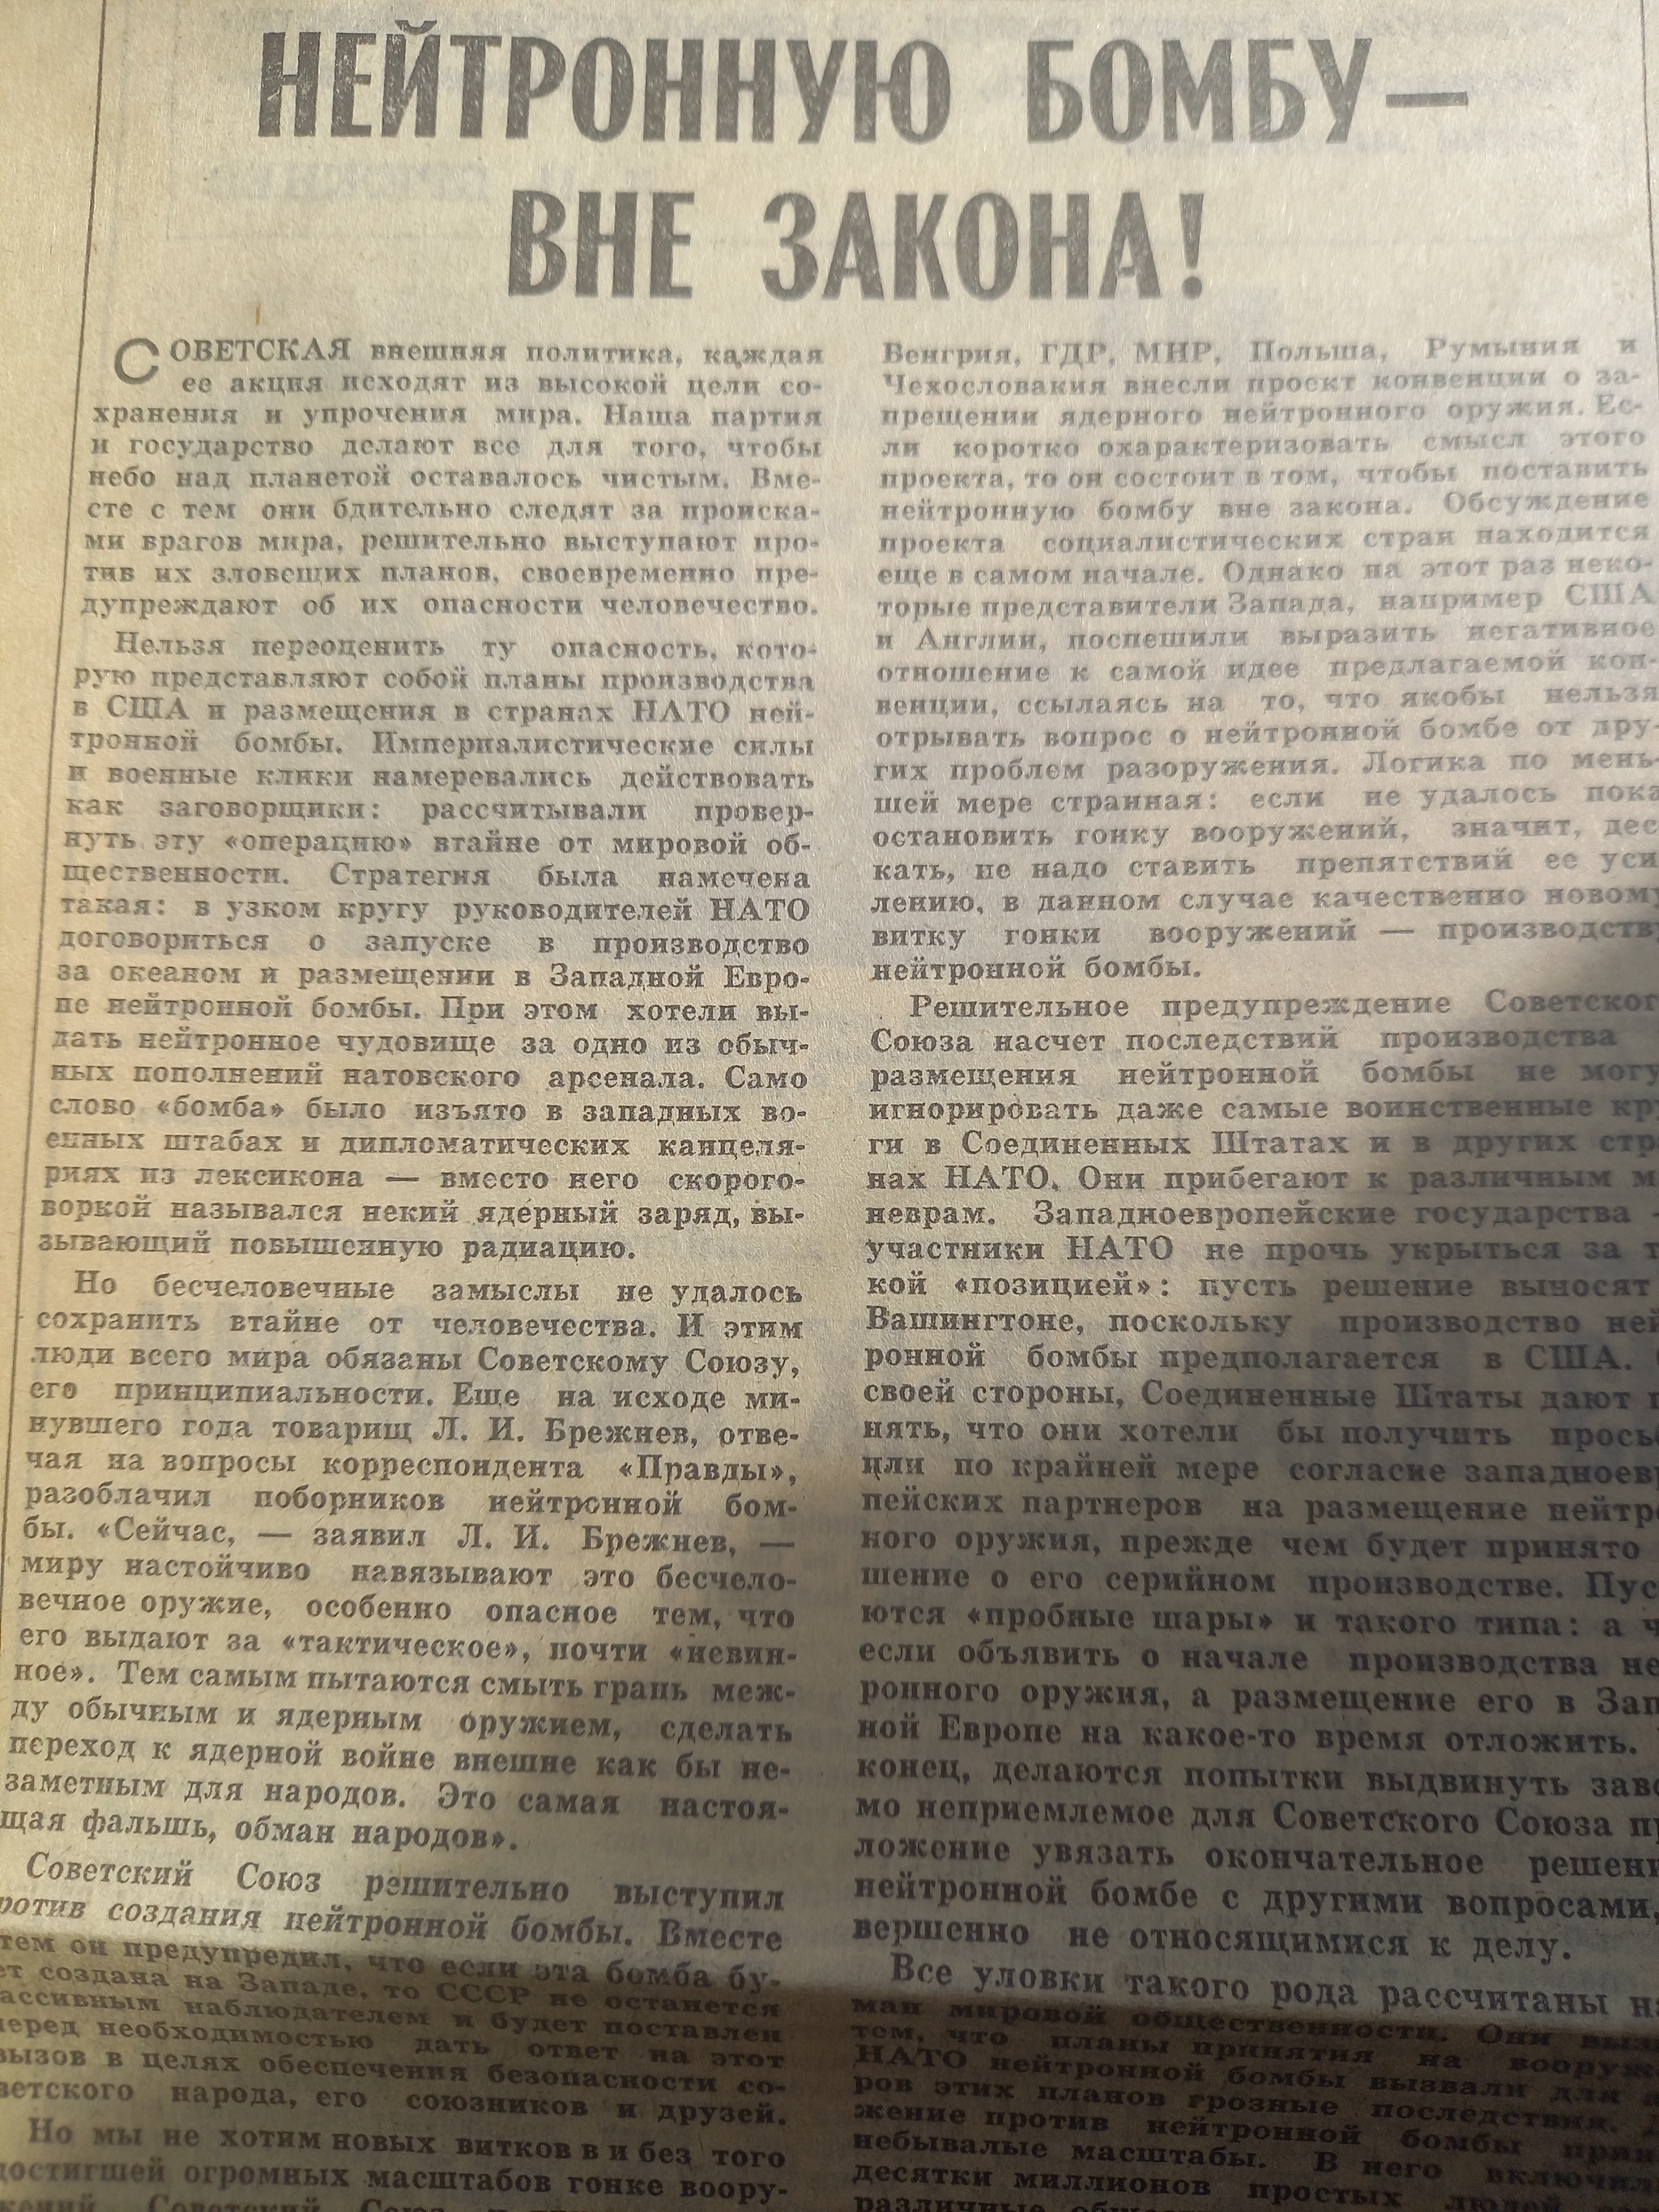 НЕЙТРОННУЮ БОМБУ —
ВНЕ ЗАКОНА!
СОВЕТСКАЯ внешняя политика, каждая
ее акция исходят из высокой цели со-
хранения и упрочения мира. Наша партия
и государство делают все для того, чтобы
небо над планетой оставалось чистым. Вме-
сте с тем они бдительно следят за происка-
ми врагов мира, решительно выступают про-
тив их зловещих планов, своевременно пре-
дупреждают об их опасности человечество.
Нельзя переоценить ту опасность, кото-
рую представляют собой планы производства
в США и размещения в странах НАТО ней-
тронной бомбы. Империалистические силы
и военные клики намеревались действовать
как заговорщики: рассчитывали провер-
нуть эту «операцию» втайне от мировой об-
щественности. Стратегия была намечена
такая: в узком кругу руководителей НАТО
договориться о запуске в производство
за океаном и размещении в Западной Евро-
пе нейтронной бомбы. При этом хотели вы-
дать нейтронное чудовище за одно из обыч-
ных пополнений натовского арсенала. Само
слово «бомба» было изъято в западных во-
енных штабах и дипломатических канцеля-
риях из лексикона — вместо него скорого-
воркой назывался некий ядерный заряд, вы-
зывающий повышенную радиацию.
Но бесчеловечные замыслы не удалось
сохранить втайне от человечества. И этим
люди всего мира обязаны Советскому Союзу,
его принципиальности. Еще на исходе ми-
нувшего года товарищ Л. И. Брежнев, отве-
чая на вопросы корреспондента «Правды»,
разоблачил поборников нейтронной бом-
бы. «Сейчас, — заявил Л. И. Брежнев, —
миру настойчиво навязывают это бесчело-
вечное оружие, особенно опасное тем, что
его выдают за «тактическое», почти «невин-
ное». Тем самым пытаются смыть грань меж-
ду обычным и ядерным оружием, сделать
переход к ядерной войне внешне как бы не-
заметным для народов. Это самая настоя-
щая фальшь, обман народов».
Советский Союз решительно выступил
ротив создания нейтронной бомбы. Вместе
тем он предупредил, что если эта бомба бу-
ет создана на Западе, то СССР не останется
ассивным наблюдателем и будет поставлен
перед необходимостью дать ответ на этот
вызов в целях обеспечения безопасности со-
ветского народа, его союзников и друзей.
Но мы не хотим новых витков в и без того
достигшей огромных масштабов гонке воору-
жений. Советский Союз
Венгрия, ГДР, МНР, Польша, Румыния и
Чехословакия внесли проект конвенции о за-
прещении ядерного нейтронного оружия. Ес-
ли коротко охарактеризовать смысл этого
проекта, то он состоит в том, чтобы поставить
нейтронную бомбу вне закона. Обсуждение
проекта социалистических стран находится
еще в самом начале. Однако на этот раз неко-
торые представители Запада, например США
и Англии, поспешили выразить негативное
отношение к самой идее предлагаемой кон-
венции, ссылаясь на то, что якобы нельзя
отрывать вопрос о нейтронной бомбе от дру-
гих проблем разоружения. Логика по мень-
шей мере странная: если не удалось пока
остановить гонку вооружений, значит, дес-
кать, не надо ставить препятствий ее уси
лению, в данном случае качественно новому
витку гонки вооружений — производств
нейтронной бомбы.
Решительное предупреждение Советског
Союза насчет последствий производства
размещения нейтронной бомбы не могу
игнорировать даже самые воинственные кр
ги в Соединенных Штатах и в других стр
нах НАТО. Они прибегают к различным м
неврам. Западноевропейские государства —
участники НАТО не прочь укрыться за т
кой «позицией»: пусть решение выносят
Вашингтоне, поскольку производство ней
ронной бомбы предполагается в США.
своей стороны, Соединенные Штаты дают п
нять, что они хотели бы получить прось
или по крайней мере согласие западноев
пейских партнеров на размещение нейтр
ного оружия, прежде чем будет принято
шение о его серийном производстве. Пус
ются «пробные шары» и такого типа: а ч
если объявить о начале производства не
ронного оружия, а размещение его в Зап
ной Европе на какое-то время отложить.
конец, делаются попытки выдвинуть заве
мо неприемлемое для Советского Союза п
ложение увязать окончательное решен
нейтронной бомбе с другими вопросами,
вершенно не относящимися к делу.
Все уловки такого рода рассчитаны н
ман мировой общественности. Они
тем, что планы принятия на вооруж
НАТО нейтронной бомбы вызвали для
ров этих планов грозные последствия.
жение против нейтронной бомбы
небывалые масштабы. В него включил
десятки миллионов простых людей
различные